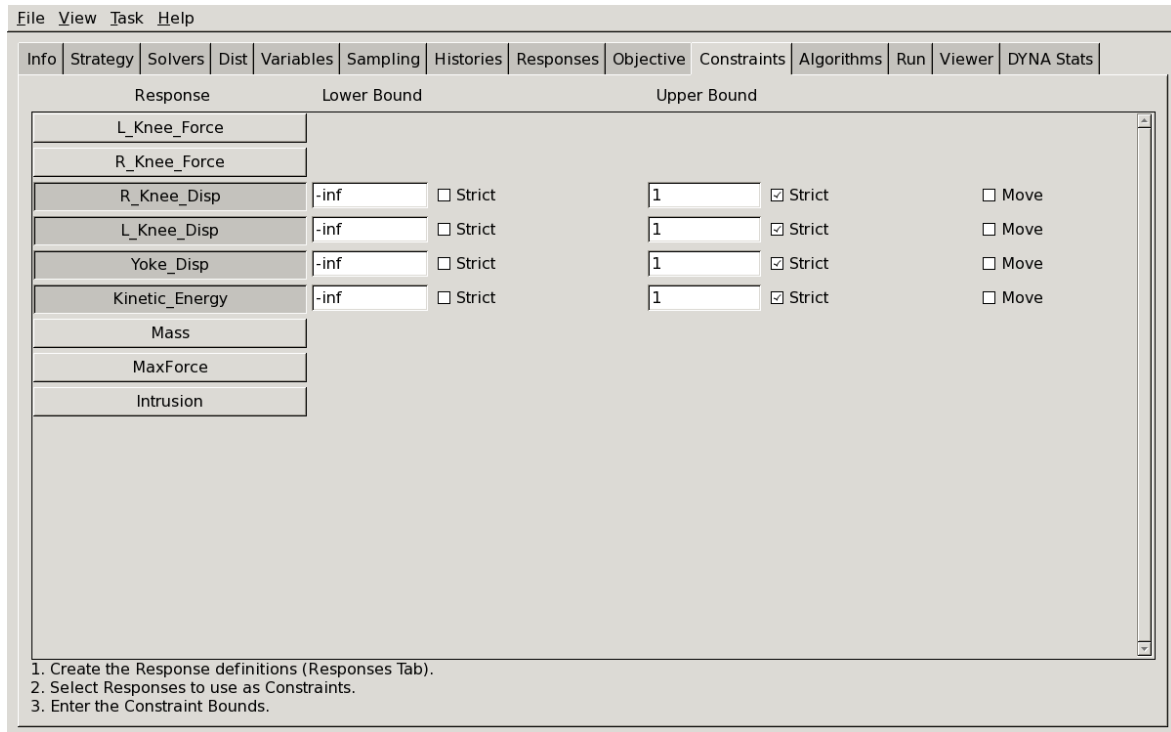 File View Task Help
Info Strategy Solvers Dist Variables Sampling Histories Responses Objective Constraints Algorithms Run Viewer DYNA Stats
Response Lower Bound Upper Bound
L_Knee_Force
R_Knee_Force
R_Knee_Disp -inf Strict 1 Strict Move
L_Knee_Disp -inf Strict 1 Strict Move
Yoke_Disp -inf Strict 1 Strict Move
Kinetic_Energy -inf Strict 1 Strict Move
Mass
MaxForce
Intrusion
1. Create the Response definitions (Responses Tab).
2. Select Responses to use as Constraints.
3. Enter the Constraint Bounds.